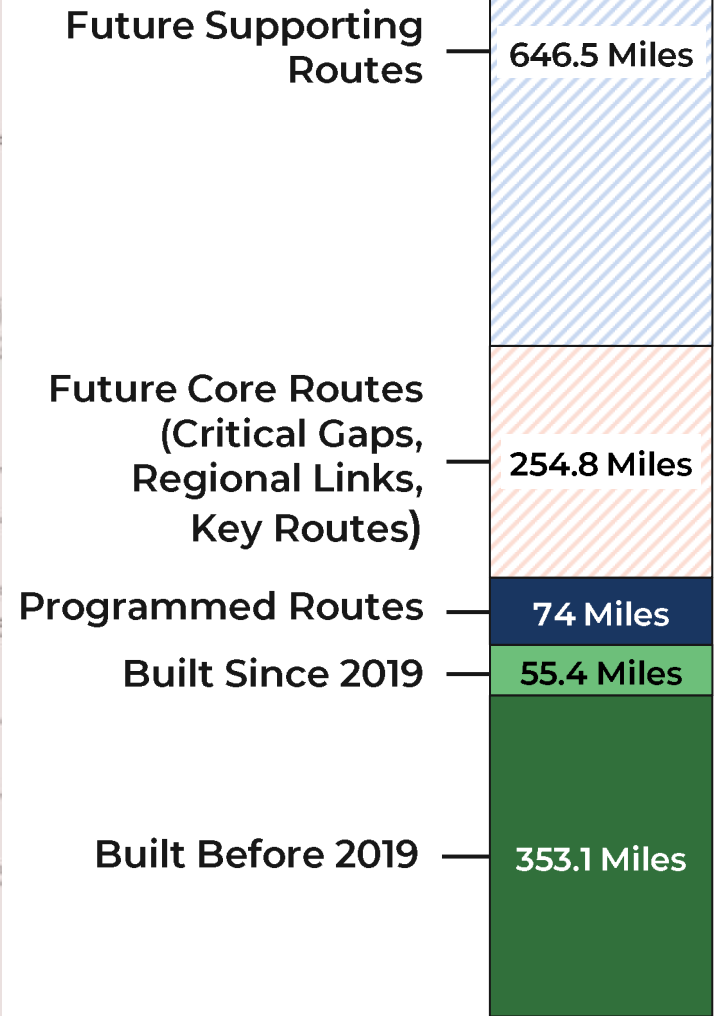 Future Supporting
Routes
646.5 Miles
Future Core Routes
(Critical Gaps,
Regional Links,
Key Routes)
254.8 Miles
Programmed Routes
74 Miles
Built Since 2019
55.4 Miles
Built Before 2019
353.1 Miles